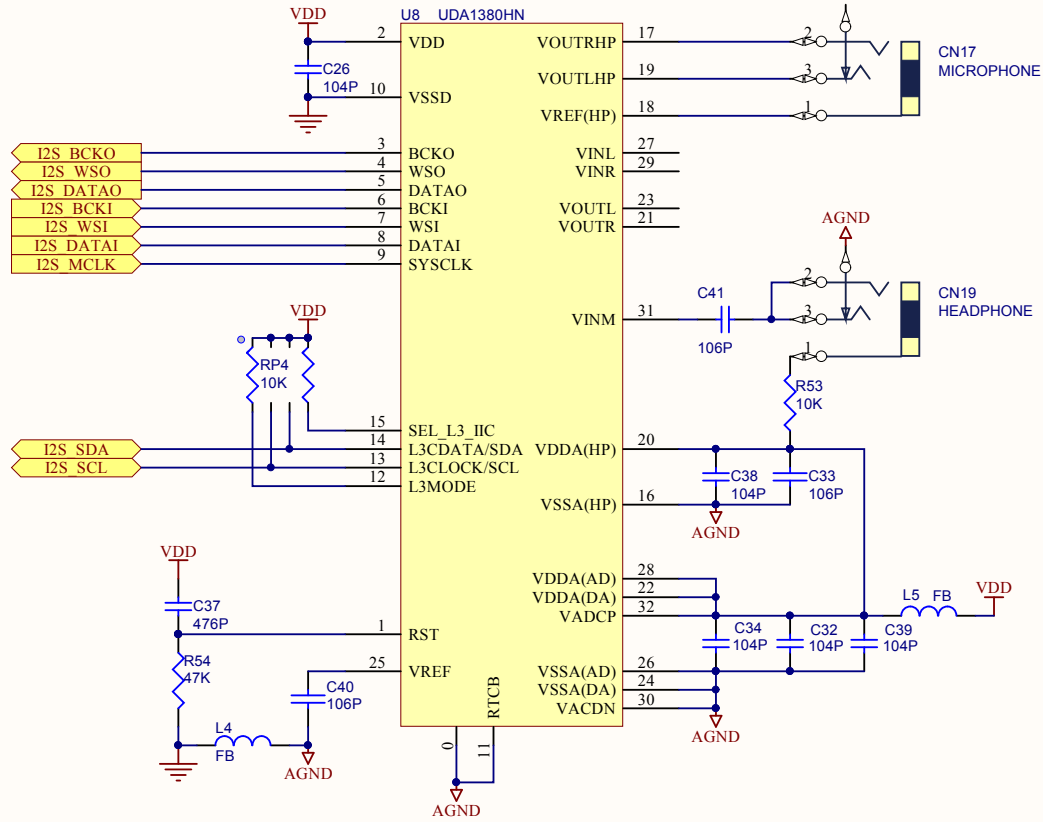 U8 UDA1380HN
VDD
2 VDD
C26
104P
10 VSSD
I2S_BCKO 3 BCKO
I2S_WSO 4 WSO
I2S_DATAO 5 DATAO
I2S_BCKI 6 BCKI
I2S_WSI 7 WSI
I2S_DATAI 8 DATAI
I2S_MCLK 9 SYSCLK
VDD
RP4
10K
15 SEL_L3_IIC
I2S_SDA 14 L3CDATA/SDA
I2S_SCL 13 L3CLOCK/SCL
12 L3MODE
VDD
C37
476P
1 RST
R54
47K
25 VREF
C40
106P
L4
FB
AGND
0
11 RTCB
AGND
VOUTRHP 17
VOUTLHP 19
VREF(HP) 18
2
3
1
CN17
MICROPHONE
VINL 27
VINR 29
VOUTL 23
VOUTR 21
AGND
VINM 31
C41
106P
2
3
1
CN19
HEADPHONE
R53
10K
VDDA(HP) 20
C38
104P
C33
106P
VSSA(HP) 16
AGND
VDDA(AD) 28
VDDA(DA) 22
VADCP 32
L5 FB
VDD
C34
104P
C32
104P
C39
104P
VSSA(AD) 26
VSSA(DA) 24
VACDN 30
AGND